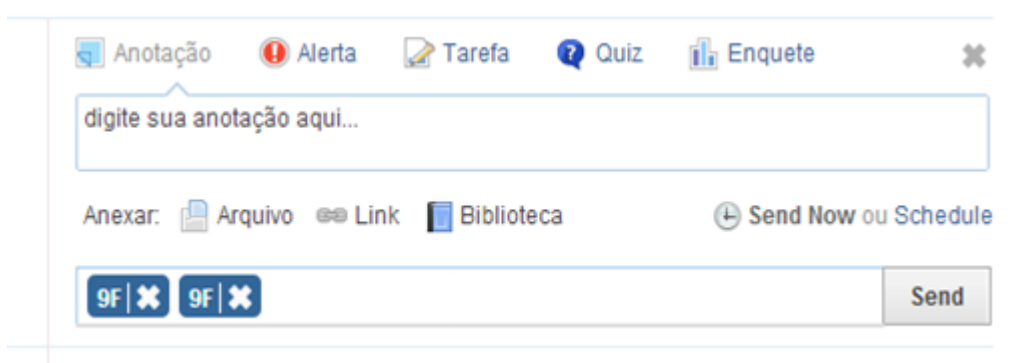 Anotação Alerta Tarefa Quiz Enquete
digite sua anotação aqui...
Anexar: Arquivo Link Biblioteca Send Now ou Schedule
9F 9F Send